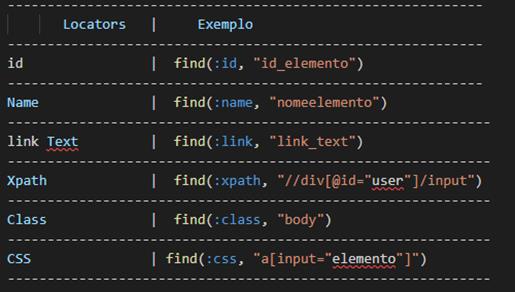 --------------------------------------------------------------
Locators | Exemplo
--------------------------------------------------------------
id | find(:id, "id_elemento")
--------------------------------------------------------------
Name | find(:name, "nomeelemento")
--------------------------------------------------------------
link Text | find(:link, "link_text")
--------------------------------------------------------------
Xpath | find(:xpath, "//div[@id="user"]/input")
--------------------------------------------------------------
Class | find(:class, "body")
--------------------------------------------------------------
CSS | find(:css, "a[input="elemento"]")
--------------------------------------------------------------